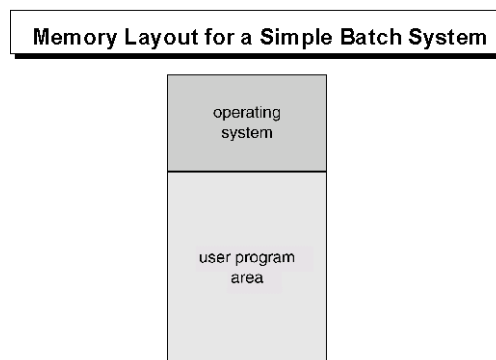 Memory Layout for a Simple Batch System
operating
system
user program
area